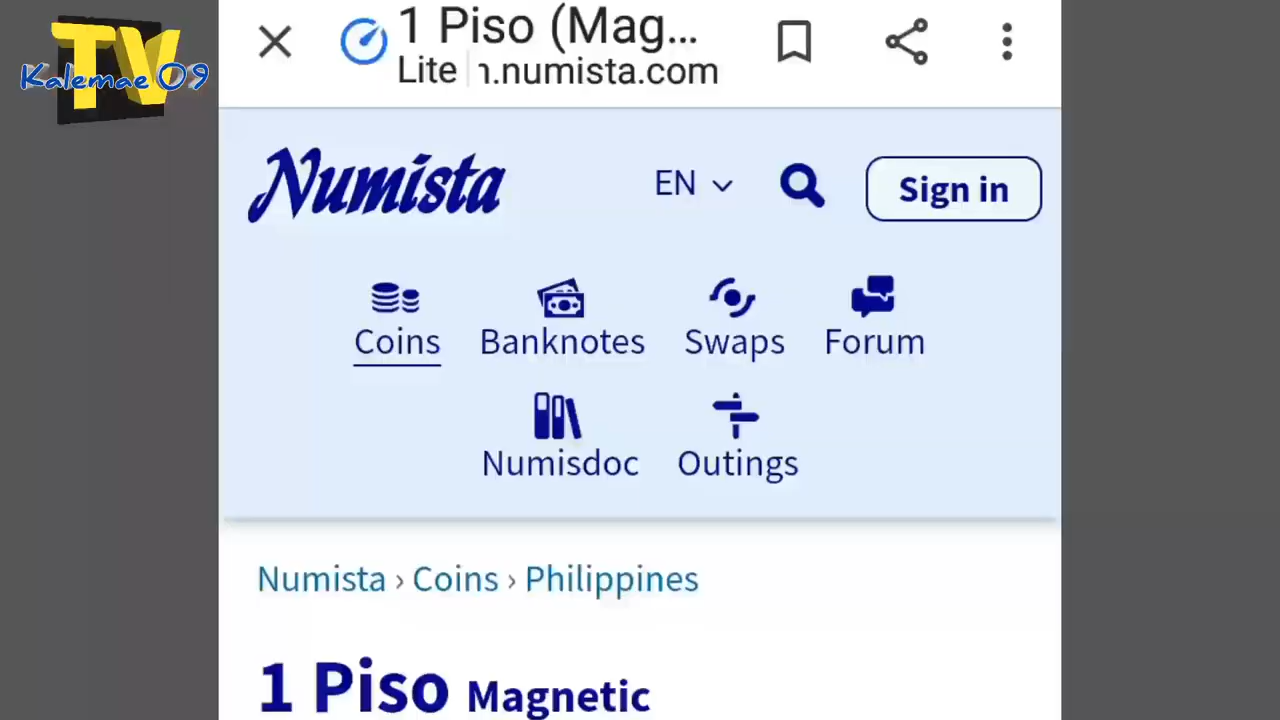 TV
Kalemae 09
1 Piso (Mag...
Lite
n.numista.com
Numista
EN
Sign in
Coins
Banknotes
Swaps
Forum
Numisdoc
Outings
Numista › Coins › Philippines
1 Piso Magnetic